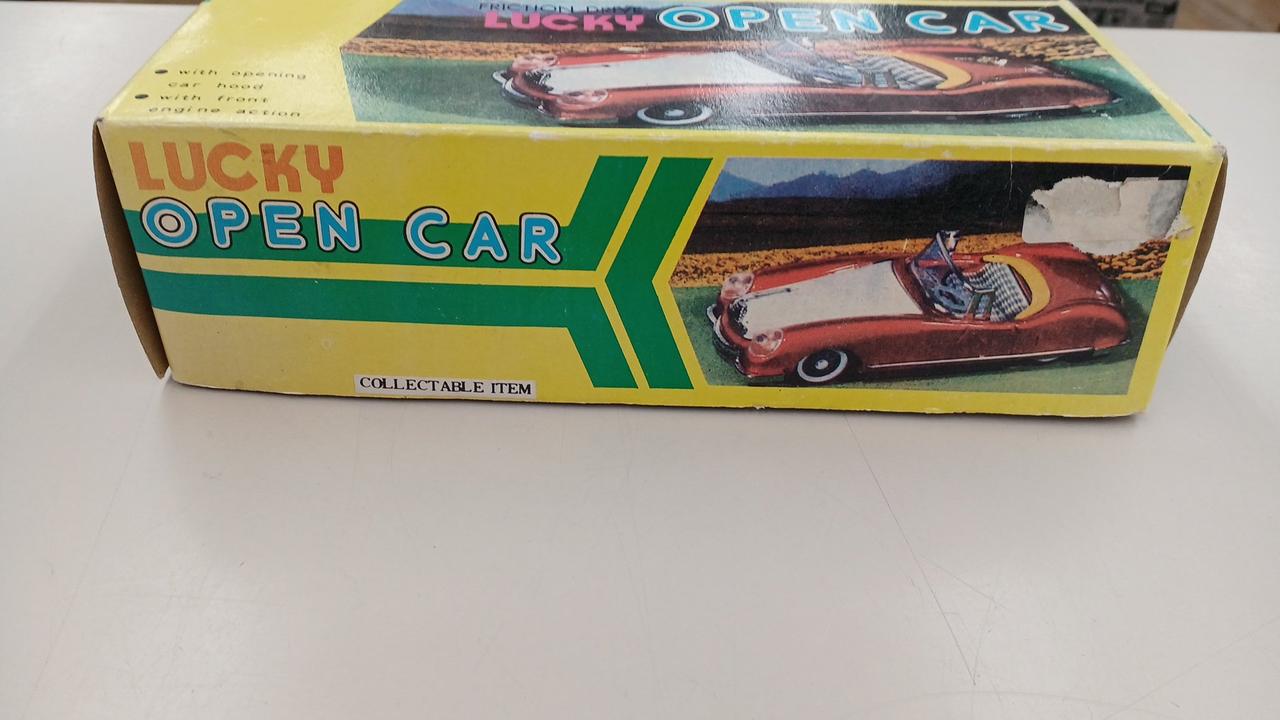 FRICTION DRIVE
LUCKY OPEN CAR
● with opening
car hood
● with front
engine action
LUCKY
OPEN CAR
COLLECTABLE ITEM